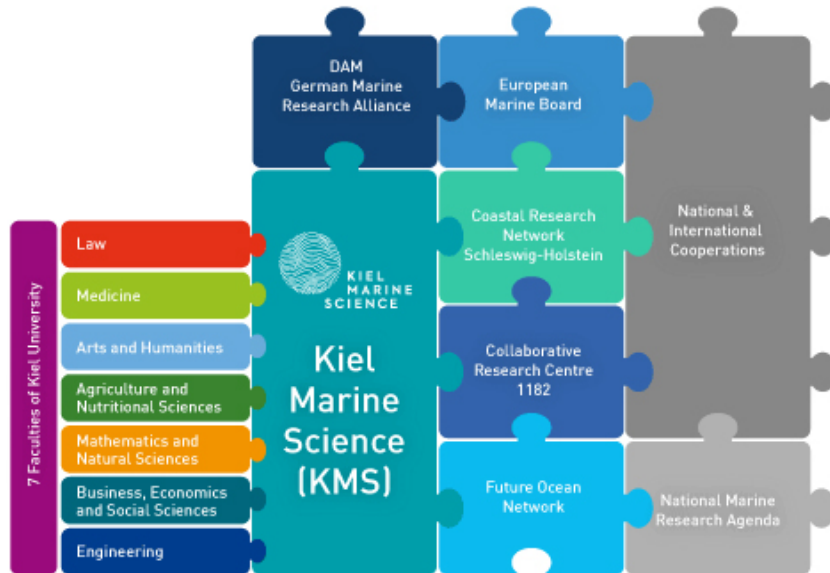 DAM
German Marine
Research Alliance
European
Marine Board
7 Faculties of Kiel University
Law
Medicine
Arts and Humanities
Agriculture and
Nutritional Sciences
Mathematics and
Natural Sciences
Business, Economics
and Social Sciences
Engineering
KIEL
MARINE
SCIENCE
Kiel
Marine
Science
(KMS)
Coastal Research
Network
Schleswig-Holstein
Collaborative
Research Centre
1182
Future Ocean
Network
National &
International
Cooperations
National Marine
Research Agenda